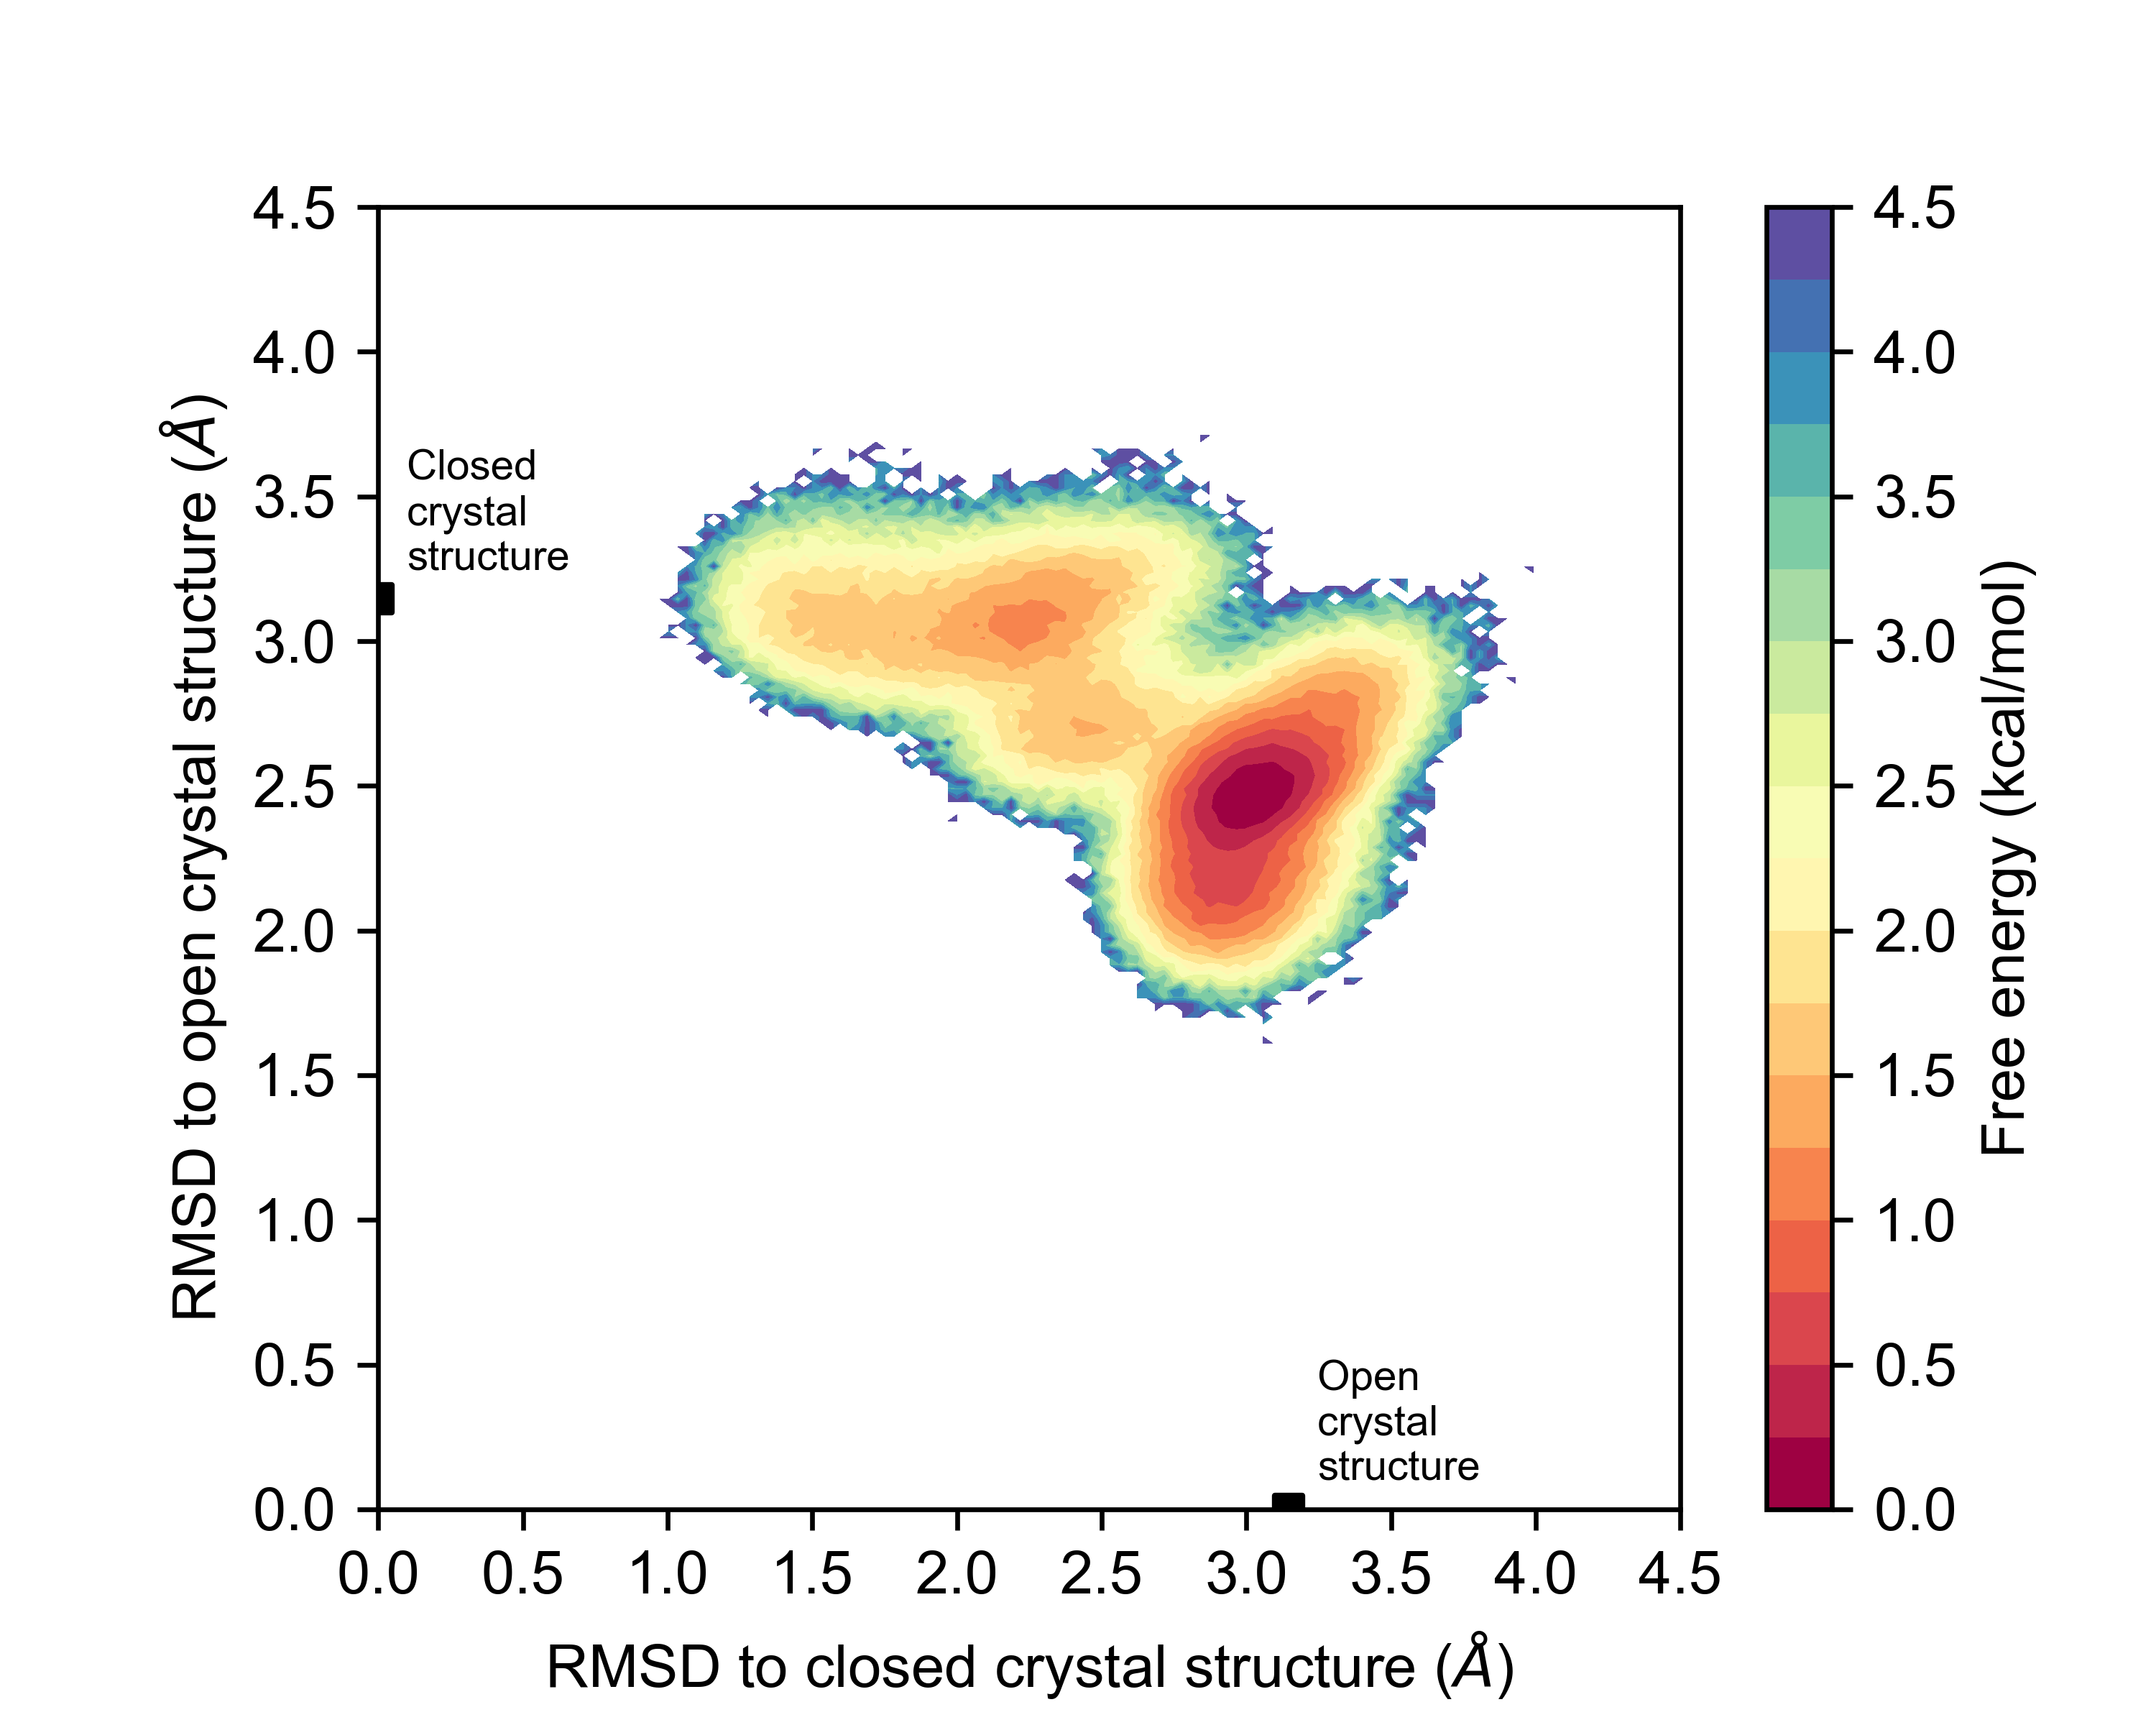 4.5
4.0
3.5
3.0
2.5
2.0
1.5
1.0
0.5
0.0
RMSD to open crystal structure (Å)
Closed
crystal
structure
Open
crystal
structure
0.0 0.5 1.0 1.5 2.0 2.5 3.0 3.5 4.0 4.5
RMSD to closed crystal structure (Å)
4.5
4.0
3.5
3.0
2.5
2.0
1.5
1.0
0.5
0.0
Free energy (kcal/mol)